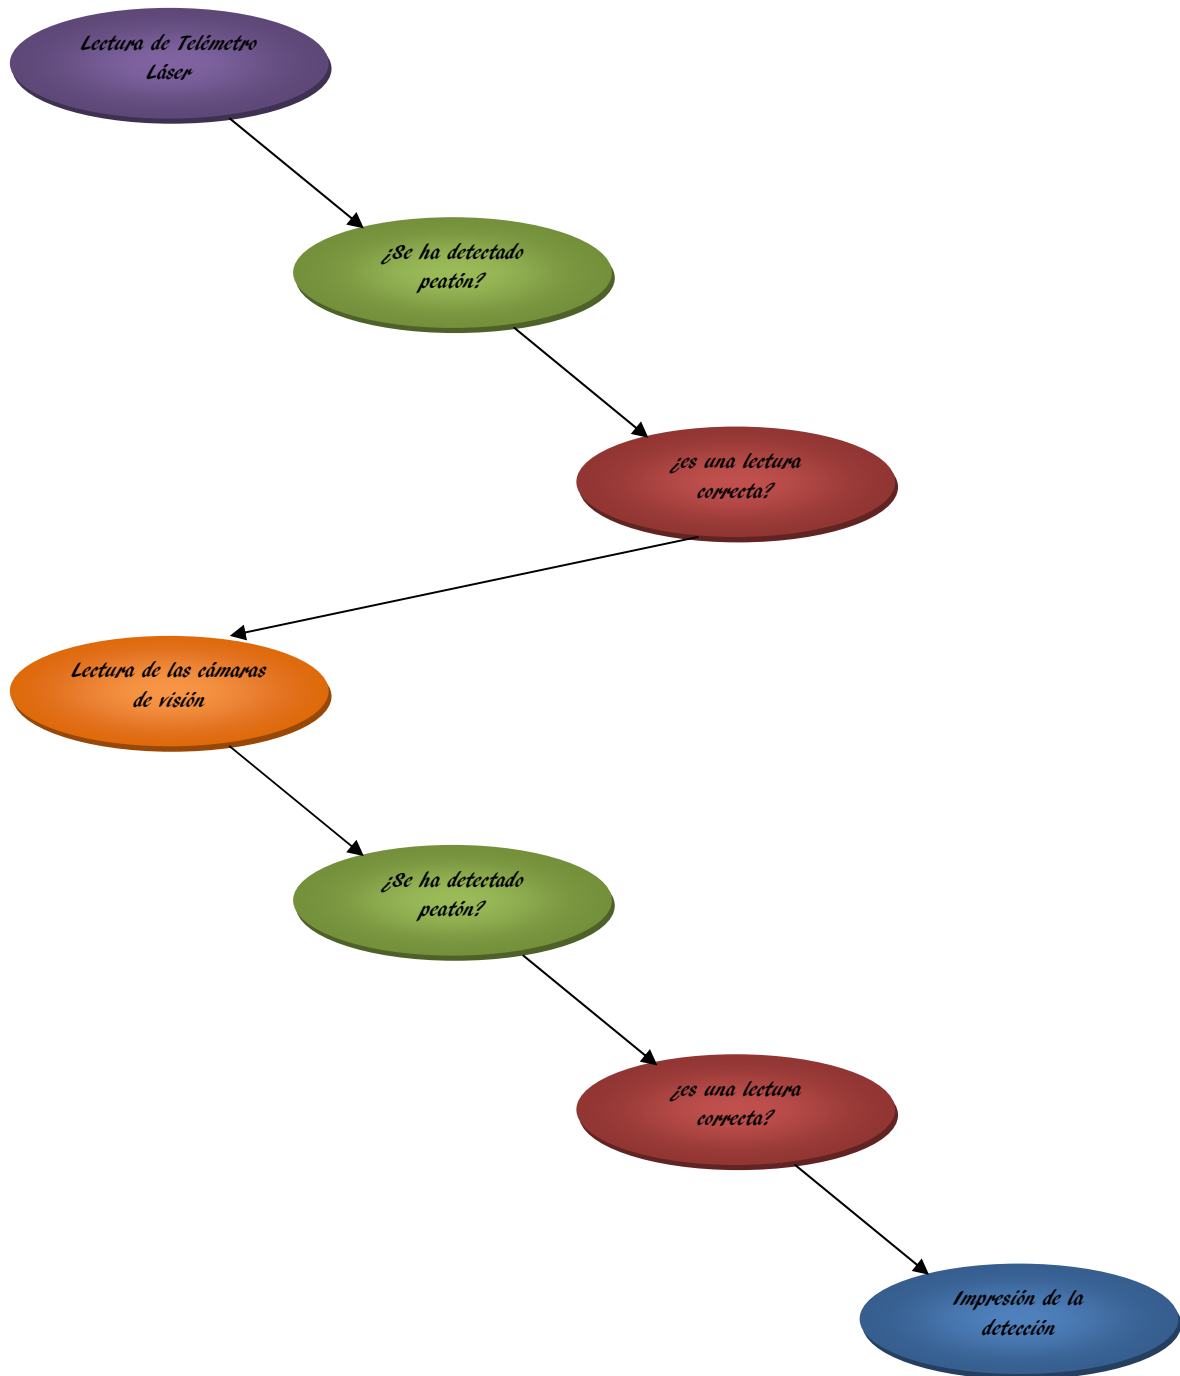 Lectura de Telémetro
Láser
¿Se ha detectado
peatón?
¿es una lectura
correcta?
Lectura de las cámaras
de visión
¿Se ha detectado
peatón?
¿es una lectura
correcta?
Impresión de la
detección